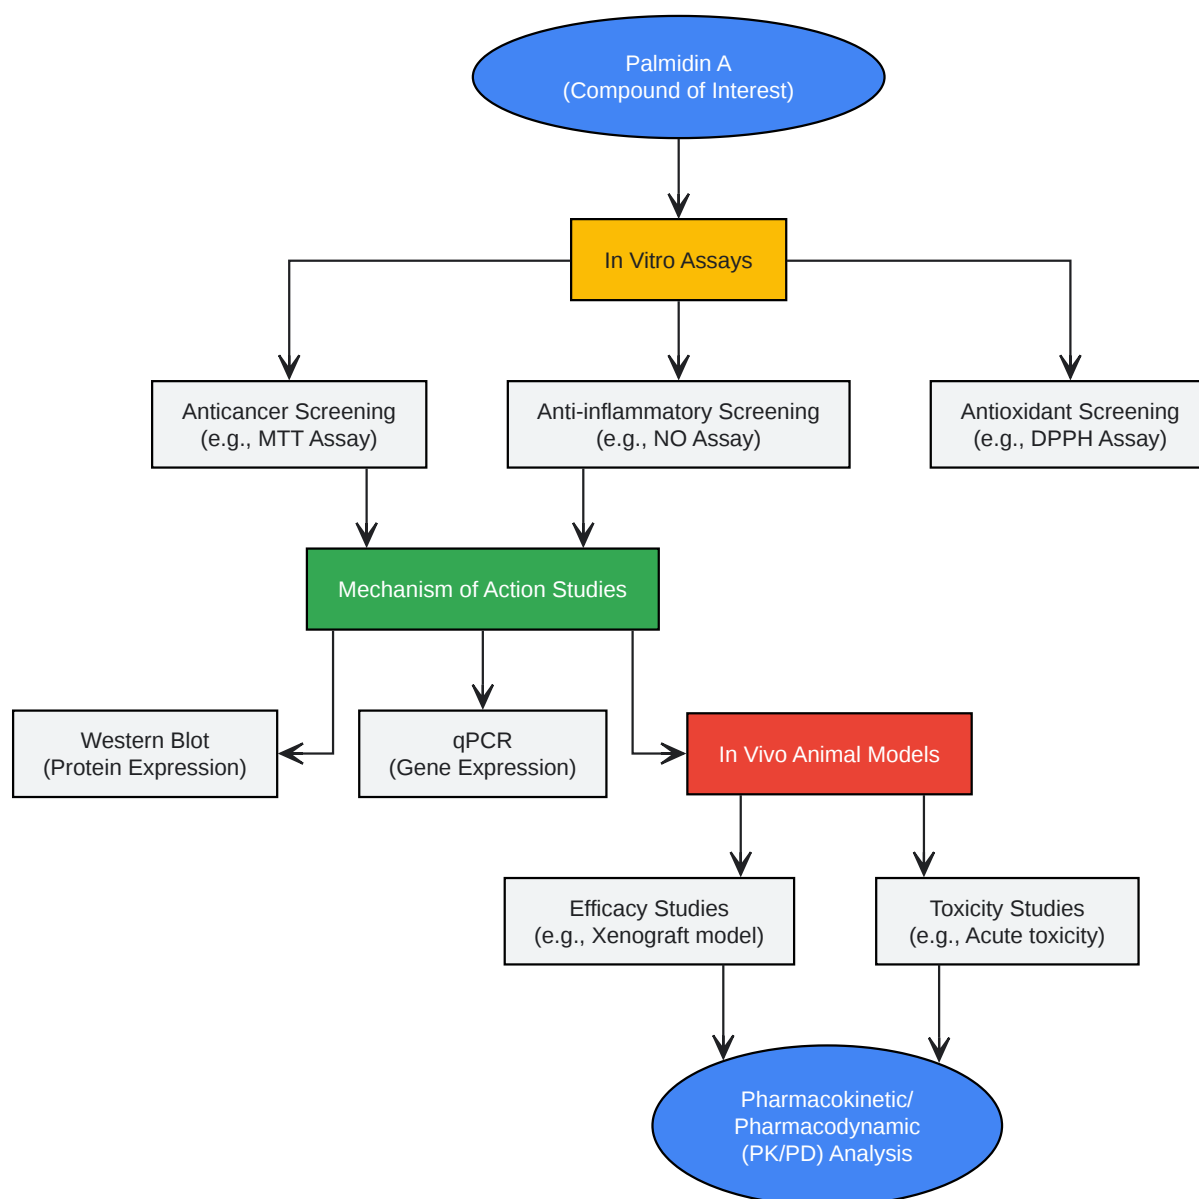 Palmidin A
(Compound of Interest)
In Vitro Assays
Anticancer Screening
(e.g., MTT Assay)
Anti-inflammatory Screening
(e.g., NO Assay)
Antioxidant Screening
(e.g., DPPH Assay)
Mechanism of Action Studies
Western Blot
(Protein Expression)
qPCR
(Gene Expression)
In Vivo Animal Models
Efficacy Studies
(e.g., Xenograft model)
Toxicity Studies
(e.g., Acute toxicity)
Pharmacokinetic/
Pharmacodynamic
(PK/PD) Analysis